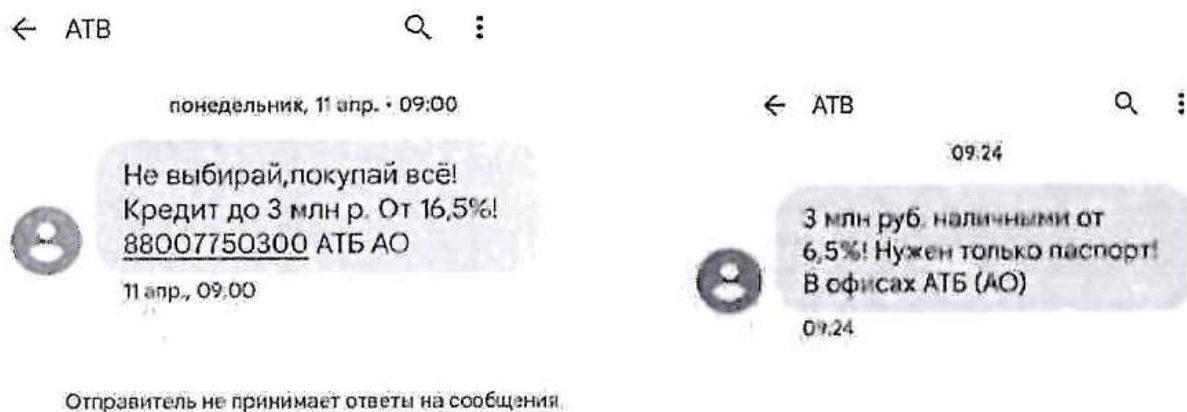 ATB
понедельник, 11 апр. • 09:00
Не выбирай,покупай всё!
Кредит до 3 млн р. От 16,5%!
88007750300 АТБ АО
11 апр., 09:00
Отправитель не принимает ответы на сообщения.
ATB
09:24
3 млн руб. наличными от
6,5%! Нужен только паспорт!
В офисах АТБ (АО)
09:24